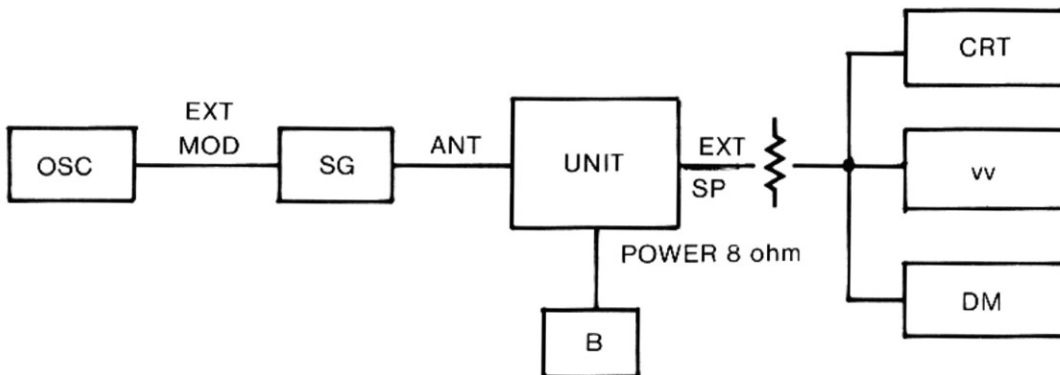 CRT
EXT
MOD
ANT
EXT
OSC
SG
UNIT
SP
vv
POWER 8 ohm
B
DM